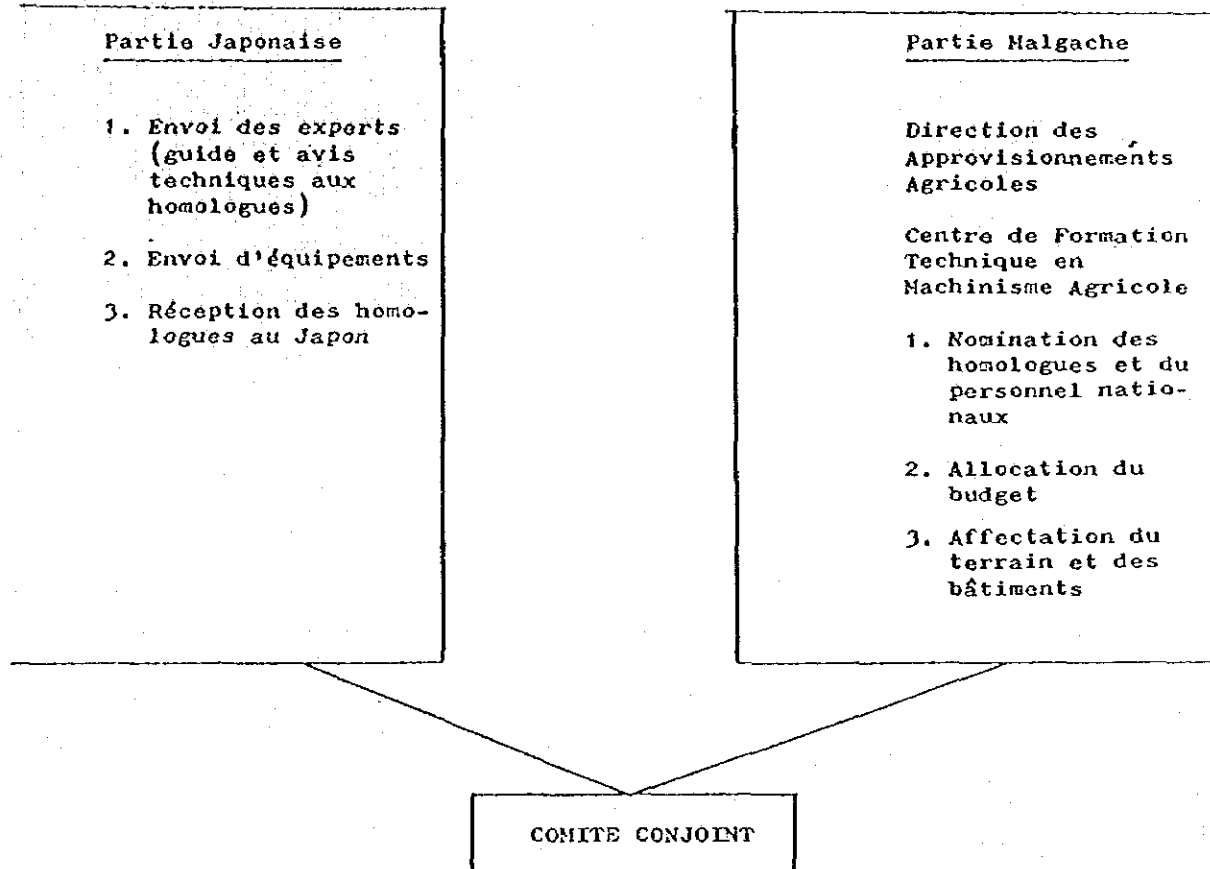 Partie Japonaise
1. Envoi des experts
(guide et avis
techniques aux
homologues)
2. Envoi d'équipements
3. Réception des homo-
logues au Japon
Partie Malgache
Direction des
Approvisionnements
Agricoles
Centre de Formation
Technique en
Machinisme Agricole
1. Nomination des
homologues et du
personnel natio-
naux
2. Allocation du
budget
3. Affectation du
terrain et des
bâtiments
COMITE CONJOINT